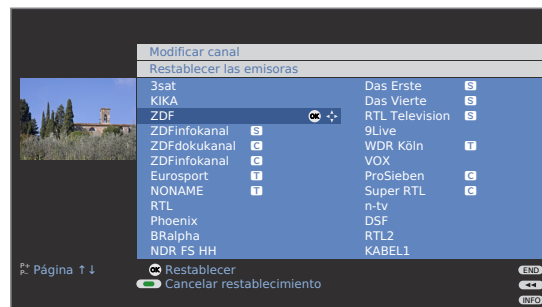 Modificar canal
Restablecer las emisoras
3sat
KIKA
ZDF OK
ZDFinfokanal S
ZDFdokukanal C
ZDFinfokanal C
Eurosport T
NONAME T
RTL
Phoenix
BRalpha
NDR FS HH
Das Erste S
Das Vierte S
RTL Television S
9Live
WDR Köln T
VOX
ProSieben C
Super RTL C
n-tv
DSF
RTL2
KABEL1
P+
P– Página ↑↓
OK Restablecer
Cancelar restablecimiento
END
◄◄
INFO